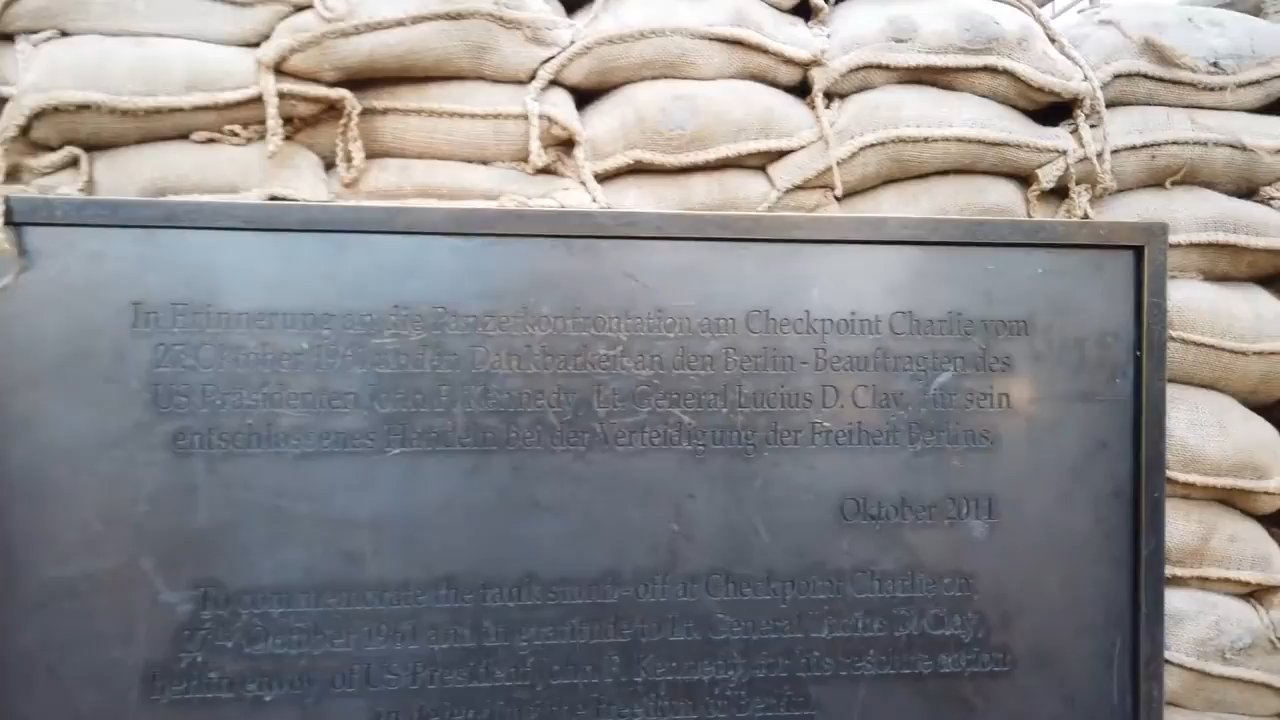 In Erinnerung an die Panzerkonfrontation am Checkpoint Charlie vom
27. Oktober 1961 und in Dankbarkeit an den Berlin-Beauftragten des
US Präsidenten John F. Kennedy, Lt. General Lucius D. Clay, für sein
entschlossenes Handeln bei der Verteidigung der Freiheit Berlins.
Oktober 2011
To commemorate the tank stand-off at Checkpoint Charlie on
27th October 1961 and in gratitude to Lt. General Lucius D. Clay,
Berlin envoy of US President John F. Kennedy, for his resolute action
in defending the Freedom of Berlin.